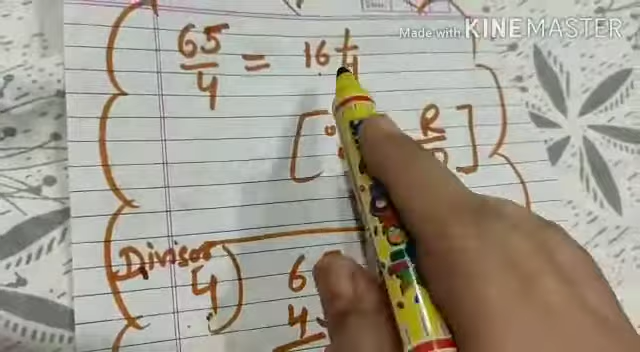 Made with KINEMASTER
65/4 = 16 1/4
[ R ]
Divisor
4) 6
4